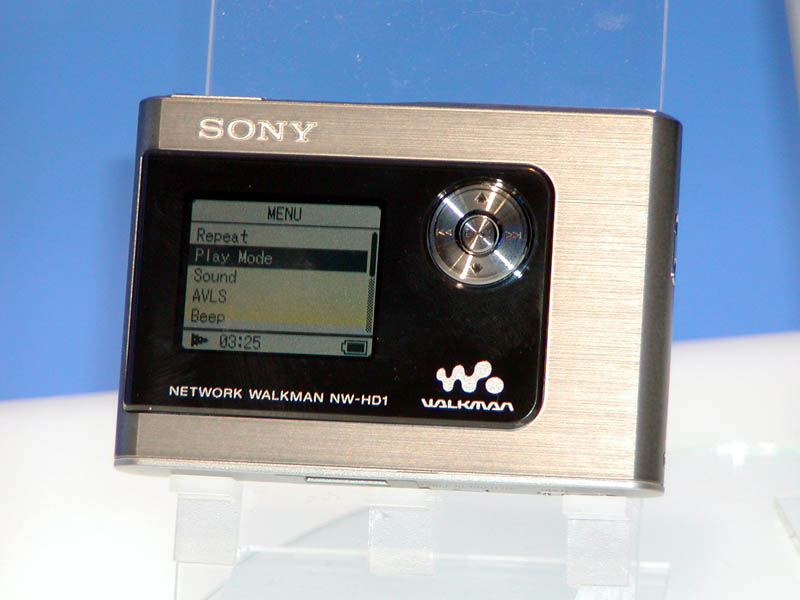 SONY
MENU
Repeat
Play Mode
Sound
AVLS
Beep
03:25
NETWORK WALKMAN NW-HD1
WALKMAN